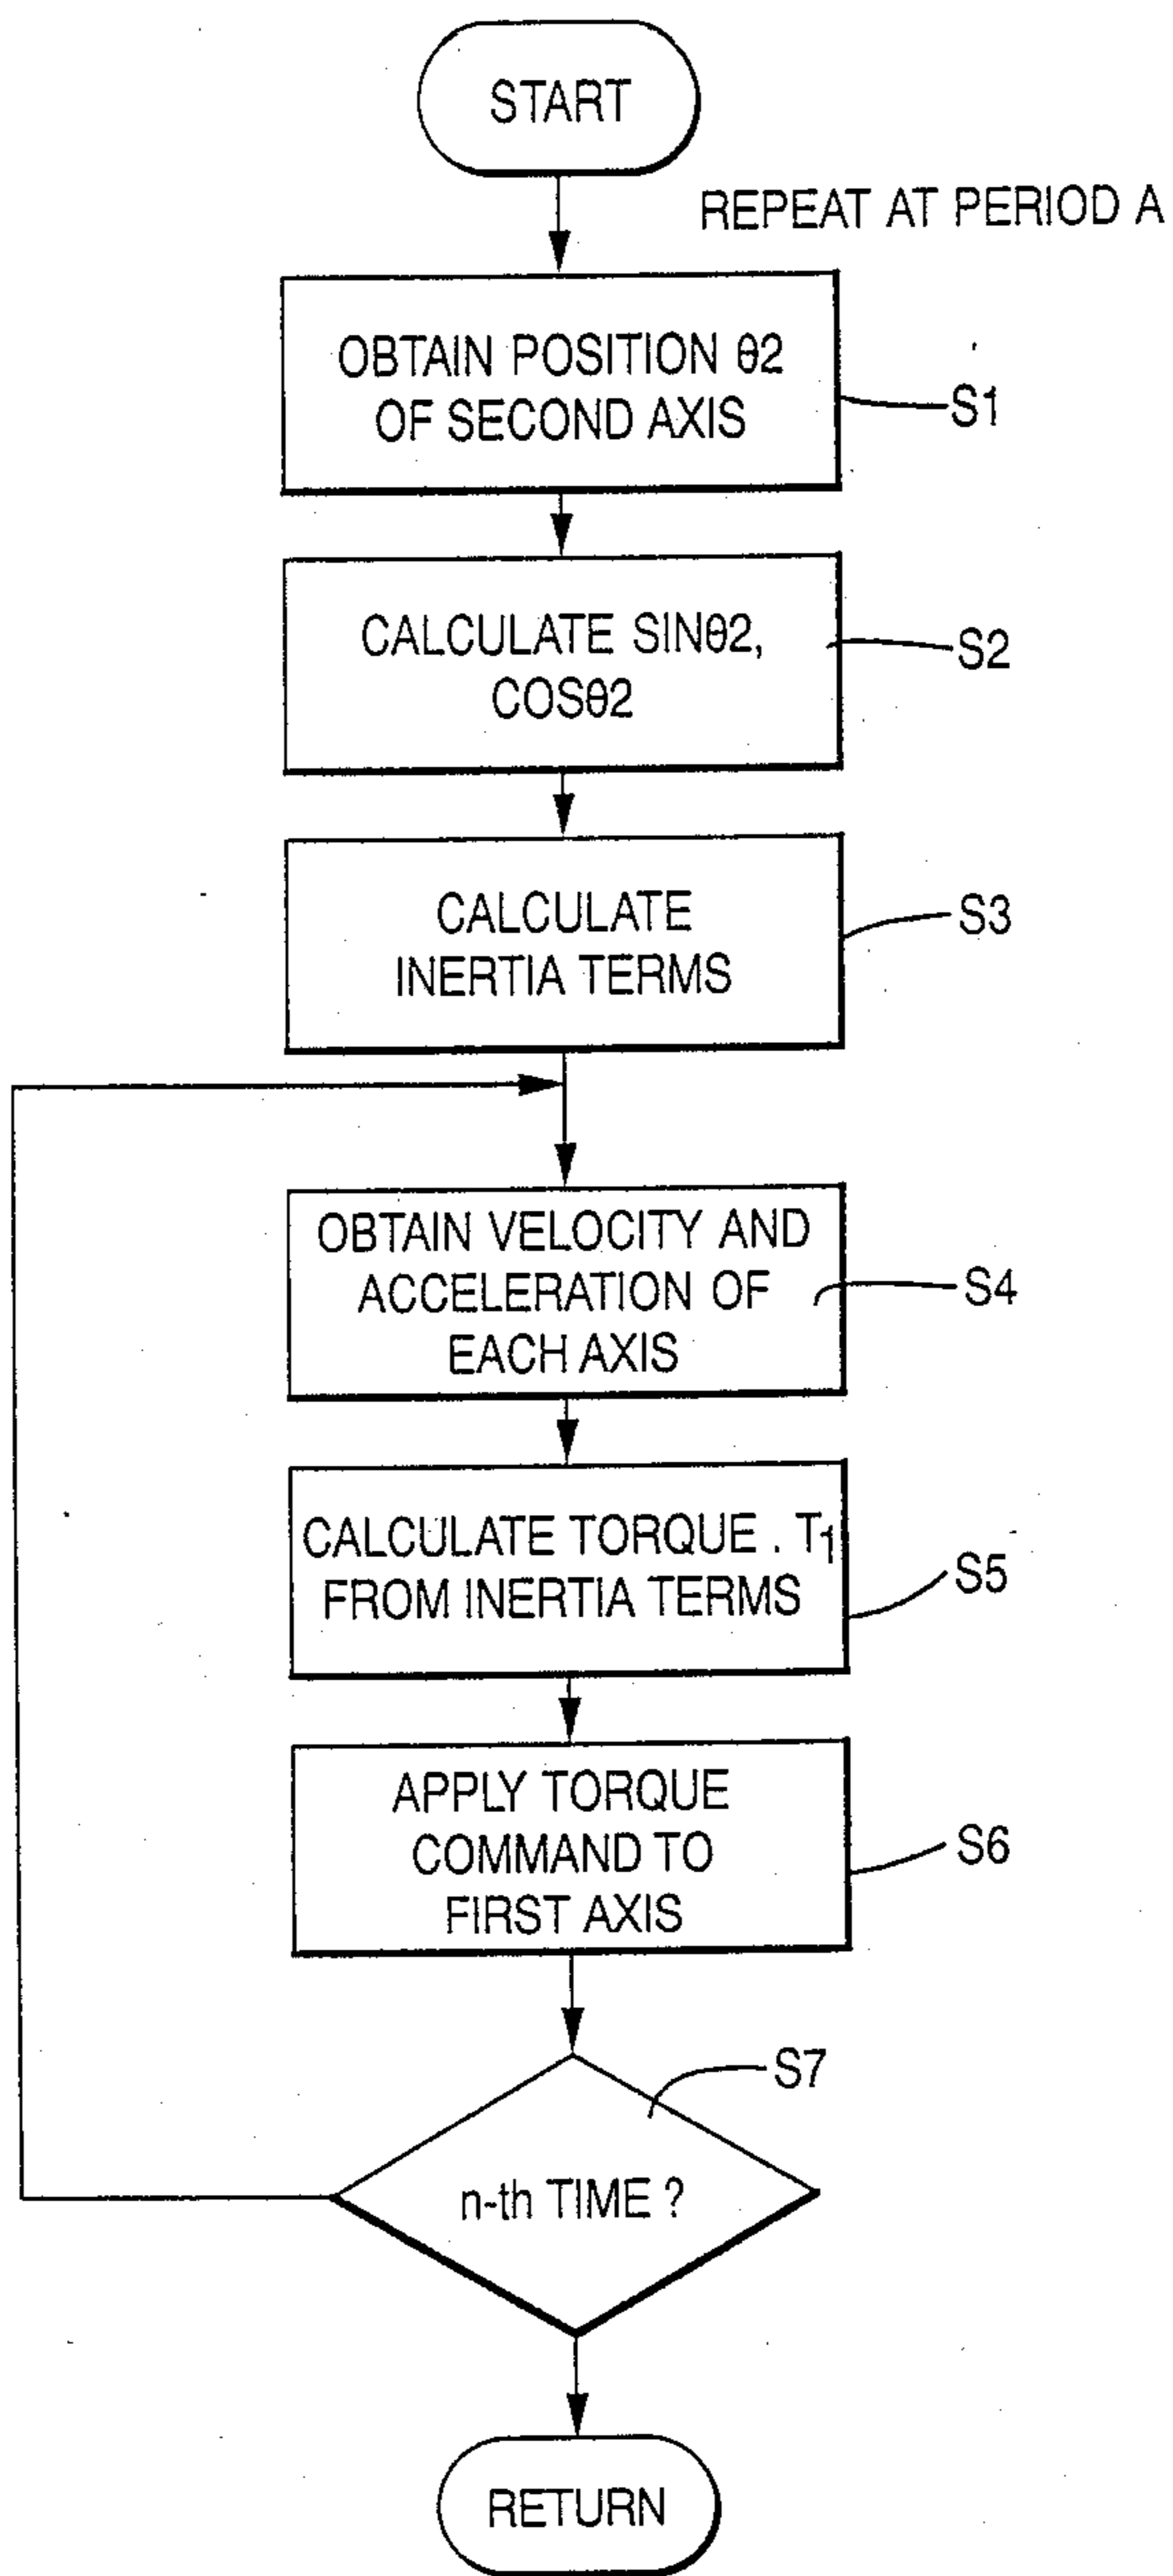 START
REPEAT AT PERIOD A
OBTAIN POSITION θ2
OF SECOND AXIS
S1
CALCULATE SINθ2,
COSθ2
S2
CALCULATE
INERTIA TERMS
S3
OBTAIN VELOCITY AND
ACCELERATION OF
EACH AXIS
S4
CALCULATE TORQUE . T₁
FROM INERTIA TERMS
S5
APPLY TORQUE
COMMAND TO
FIRST AXIS
S6
S7
n-th TIME ?
RETURN